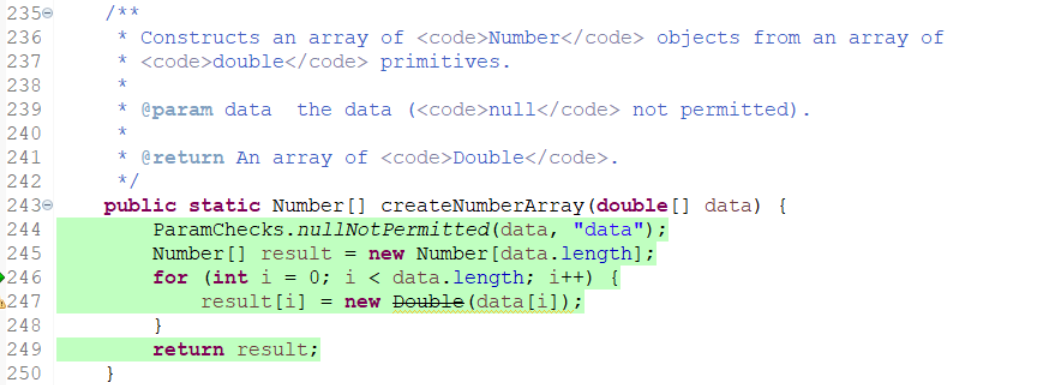 235 /**
236 * Constructs an array of <code>Number</code> objects from an array of
237 * <code>double</code> primitives.
238 *
239 * @param data  the data (<code>null</code> not permitted).
240 *
241 * @return An array of <code>Double</code>.
242 */
243 public static Number[] createNumberArray(double[] data) {
244 ParamChecks.nullNotPermitted(data, "data");
245 Number[] result = new Number[data.length];
246 for (int i = 0; i < data.length; i++) {
247 result[i] = new Double(data[i]);
248 }
249 return result;
250 }